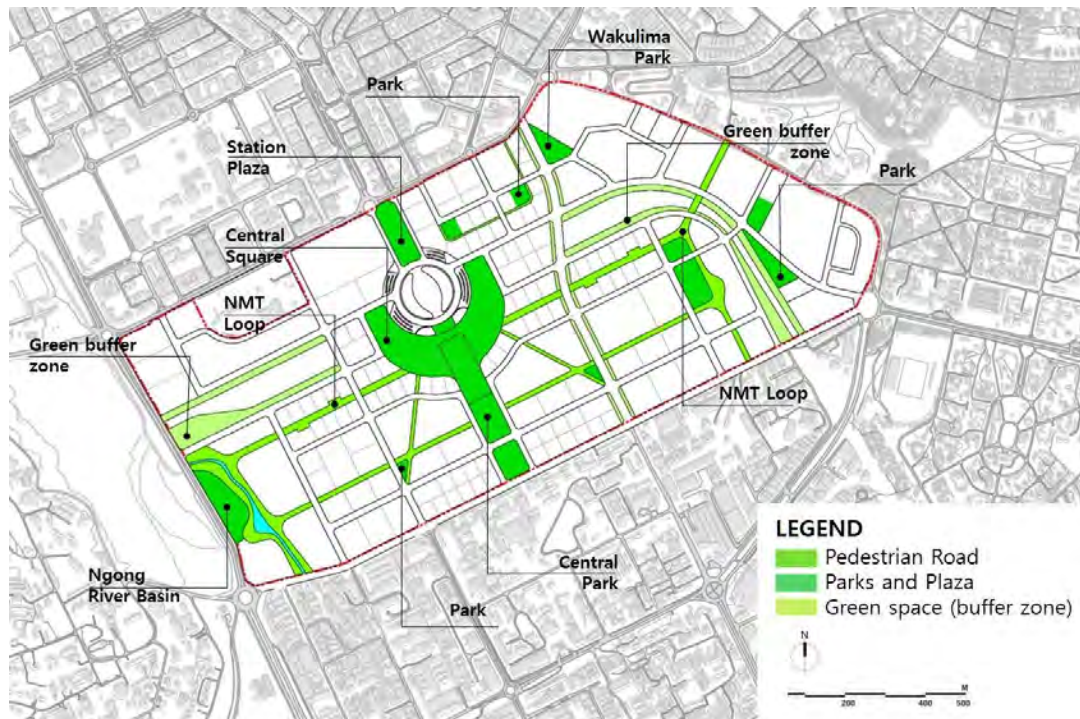 Wakulima
Park
Park
Station
Plaza
Green buffer
zone
Park
Central
Square
NMT
Loop
Green buffer
zone
NMT Loop
Ngong
River Basin
Park
Central
Park
LEGEND
Pedestrian Road
Parks and Plaza
Green space (buffer zone)
N
M
200
400
500